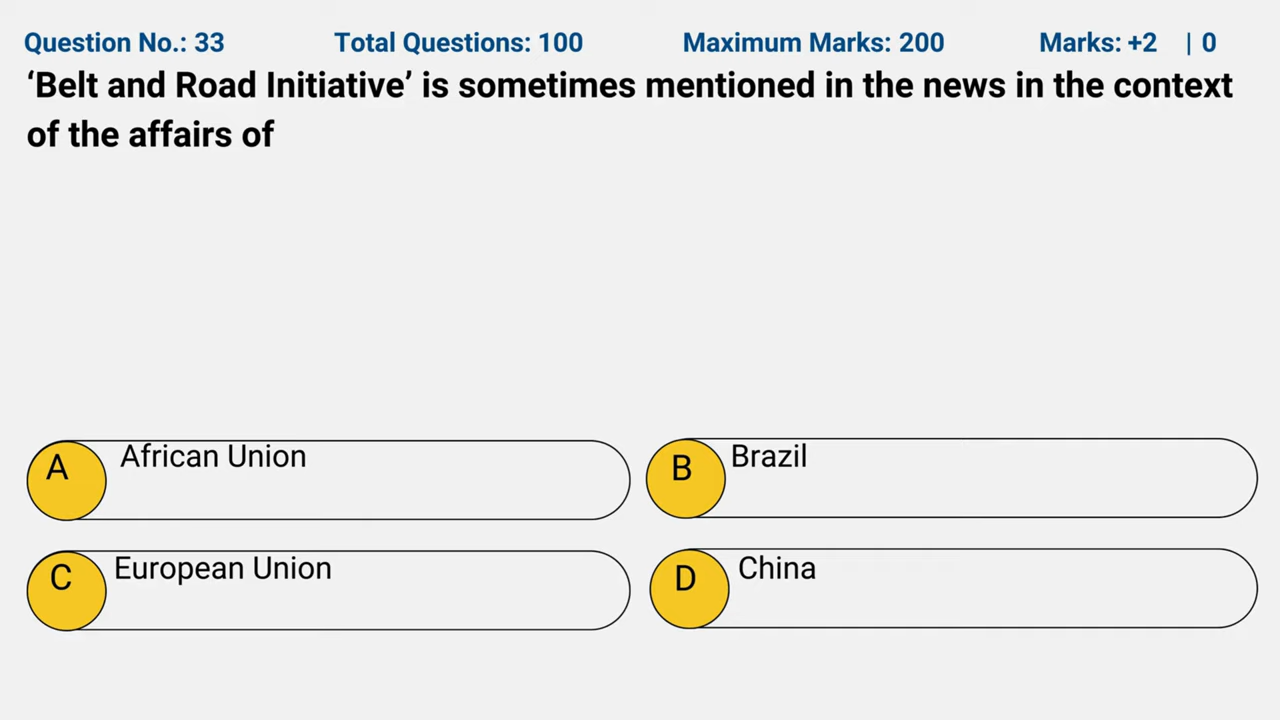 Question No.: 33 Total Questions: 100 Maximum Marks: 200 Marks: +2 | 0
‘Belt and Road Initiative’ is sometimes mentioned in the news in the context
of the affairs of
A African Union
B Brazil
C European Union
D China